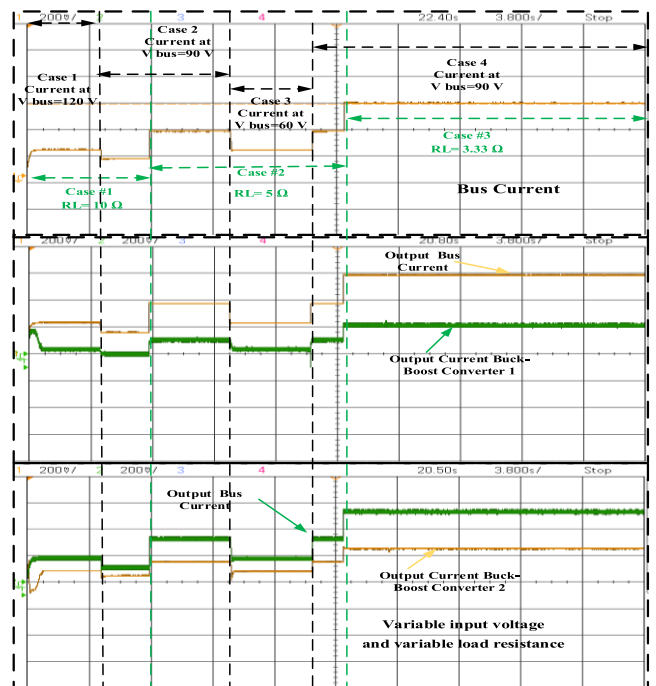 1 200V/ 2 3 4 22.40s 3.800s/ Stop
Case 2
Current at
V bus=90 V
Case 4
Current at
V bus=90 V
Case 1
Current at
V bus=120 V
Case 3
Current at
V bus=60 V
Case #1
RL= 10 Ω
Case #2
RL= 5 Ω
Case #3
RL= 3.33 Ω
Bus Current
1 200V/ 2 200V/ 3 4 20.80s 3.800s/ Stop
Output Bus
Current
Output Current Buck-
Boost Converter 1
1 200V/ 200V/ 3 4 20.50s 3.800s/ Stop
Output Bus
Current
Output Current Buck-
Boost Converter 2
Variable input voltage
and variable load resistance